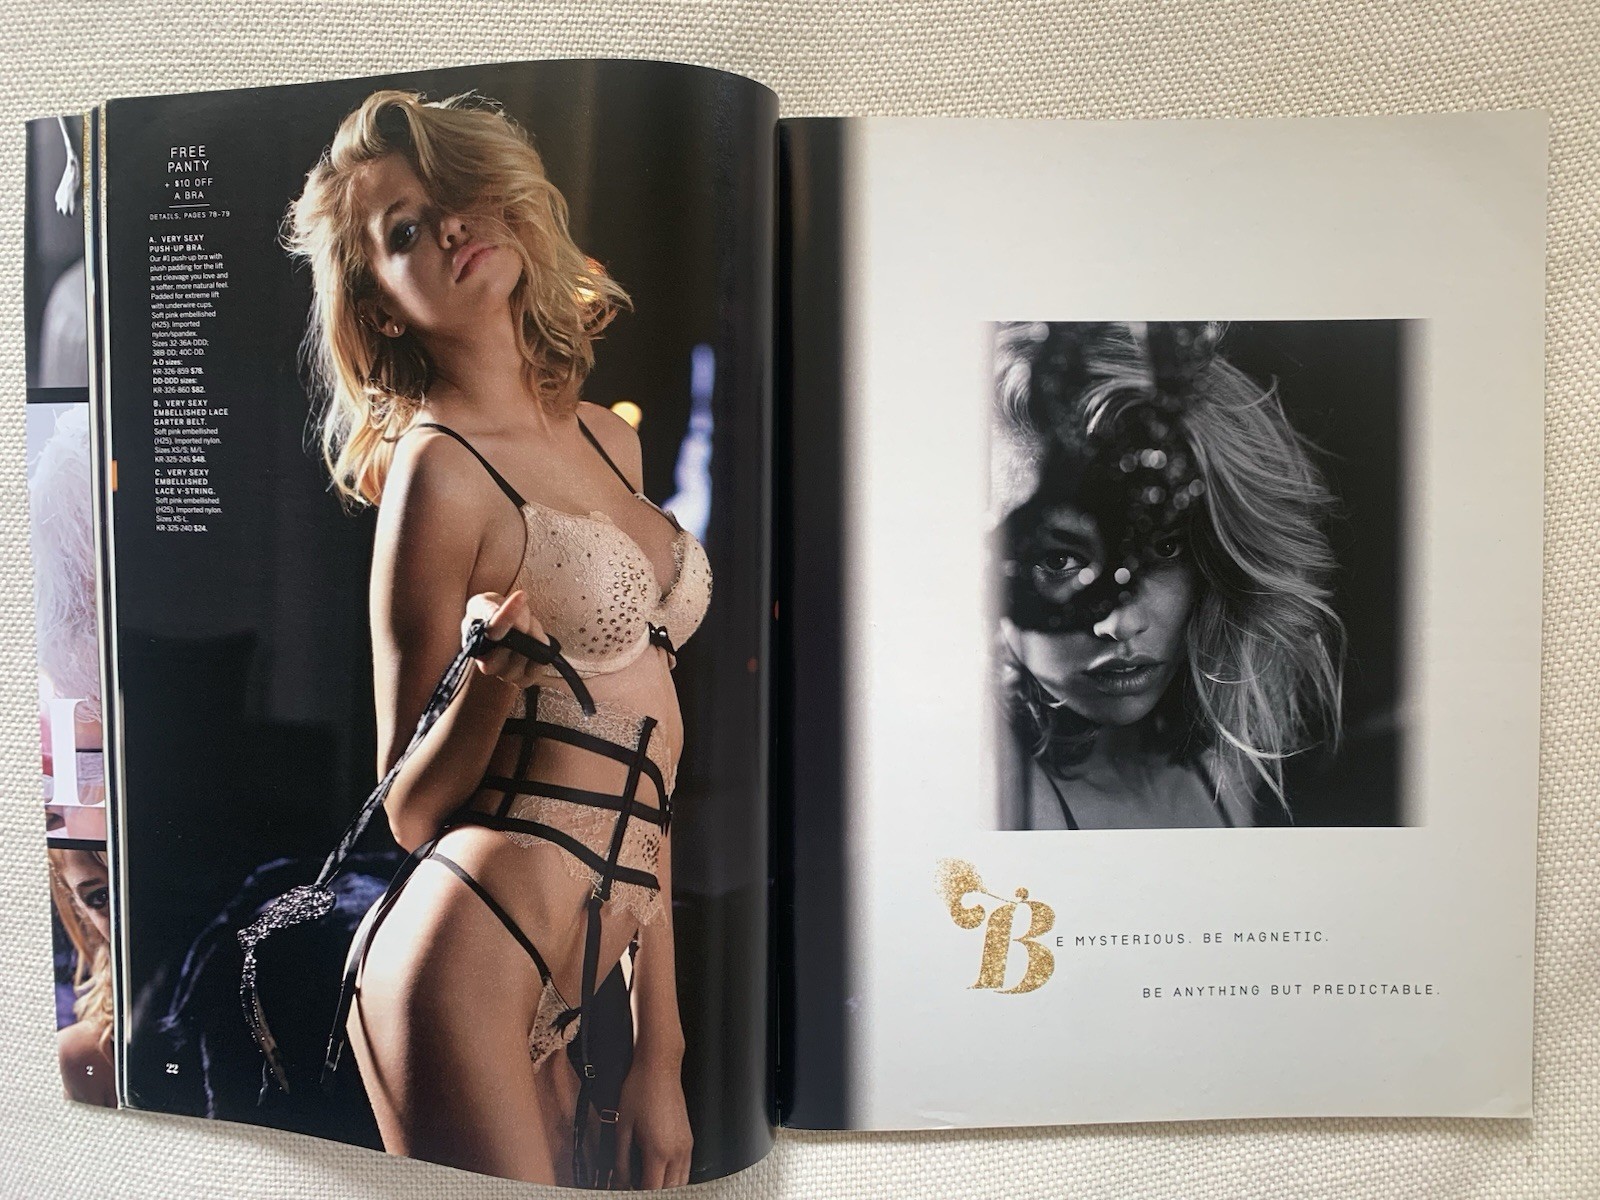 FREE
PANTY
+ $10 OFF
A BRA
DETAILS, PAGES 78-79
A. VERY SEXY
PUSH-UP BRA.
Our #1 push-up bra with
plush padding for the lift
and cleavage you love and
a softer, more natural feel.
Padded for extreme lift
with underwire cups.
Soft pink embellished
(H25). Imported
nylon/spandex.
Sizes 32-36A-DDD;
38B-DD; 40C-DD.
A-D sizes:
KR-326-859 $78.
DD-DDD sizes:
KR-326-860 $82.
B. VERY SEXY
EMBELLISHED LACE
GARTER BELT.
Soft pink embellished
(H25). Imported nylon.
Sizes XS/S; M/L.
KR-325-245 $48.
C. VERY SEXY
EMBELLISHED
LACE V-STRING.
Soft pink embellished
(H25). Imported nylon.
Sizes XS-L.
KR-325-240 $24.
2
22
BE MYSTERIOUS. BE MAGNETIC.
BE ANYTHING BUT PREDICTABLE.